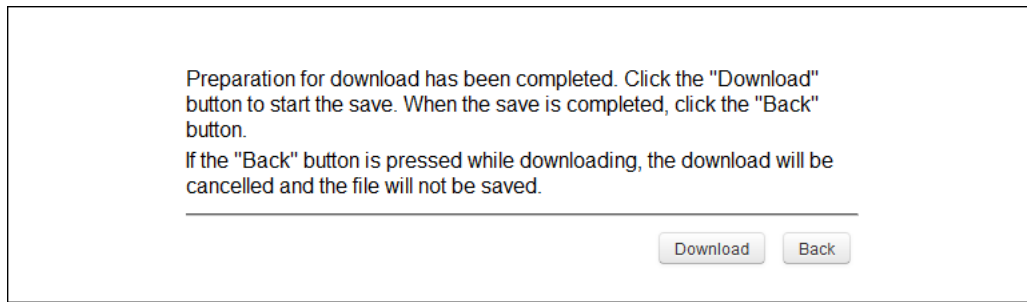 Preparation for download has been completed. Click the "Download"
button to start the save. When the save is completed, click the "Back"
button.
If the "Back" button is pressed while downloading, the download will be
cancelled and the file will not be saved.
Download Back